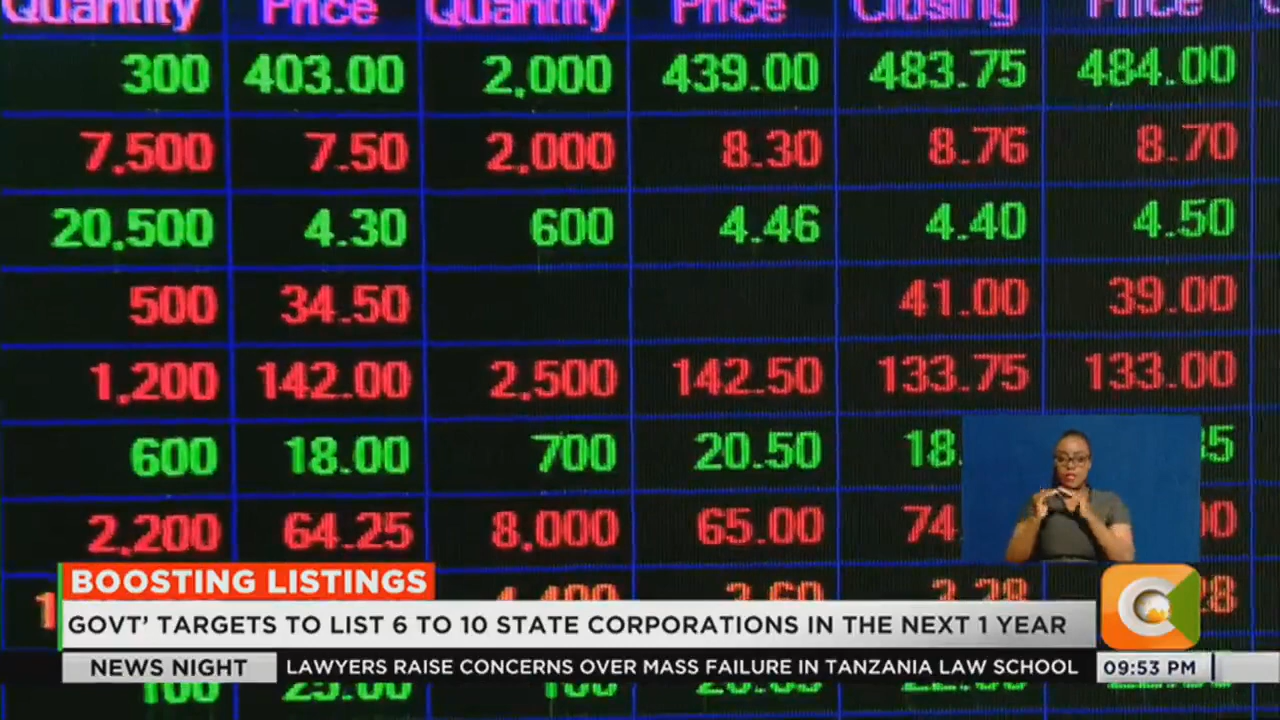 Quantity Price Quantity Price Closing Price
300 403.00 2,000 439.00 483.75 484.00
7,500 7.50 2,000 8.30 8.76 8.70
20,500 4.30 600 4.46 4.40 4.50
500 34.50 41.00 39.00
1,200 142.00 2,500 142.50 133.75 133.00
600 18.00 700 20.50 18.
2,200 64.25 8,000 65.00 74
BOOSTING LISTINGS
GOVT' TARGETS TO LIST 6 TO 10 STATE CORPORATIONS IN THE NEXT 1 YEAR
NEWS NIGHT LAWYERS RAISE CONCERNS OVER MASS FAILURE IN TANZANIA LAW SCHOOL 09:53 PM